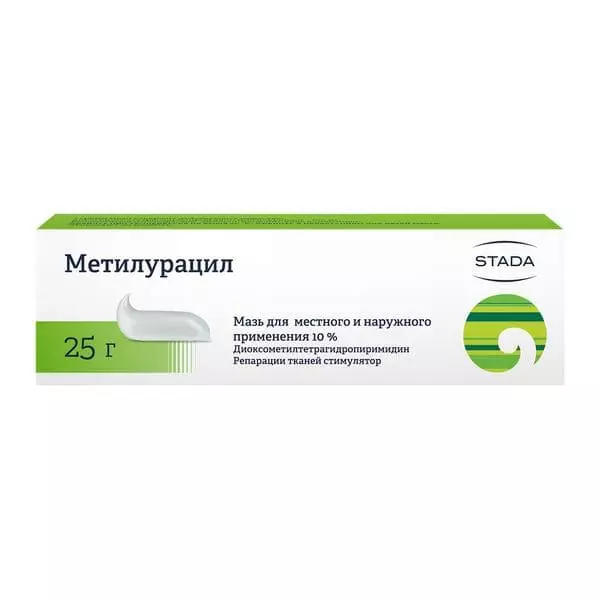 Метилурацил
STADA
25 г
Мазь для местного и наружного
применения 10 %
Диоксометилтетрагидропиримидин
Репарации тканей стимулятор